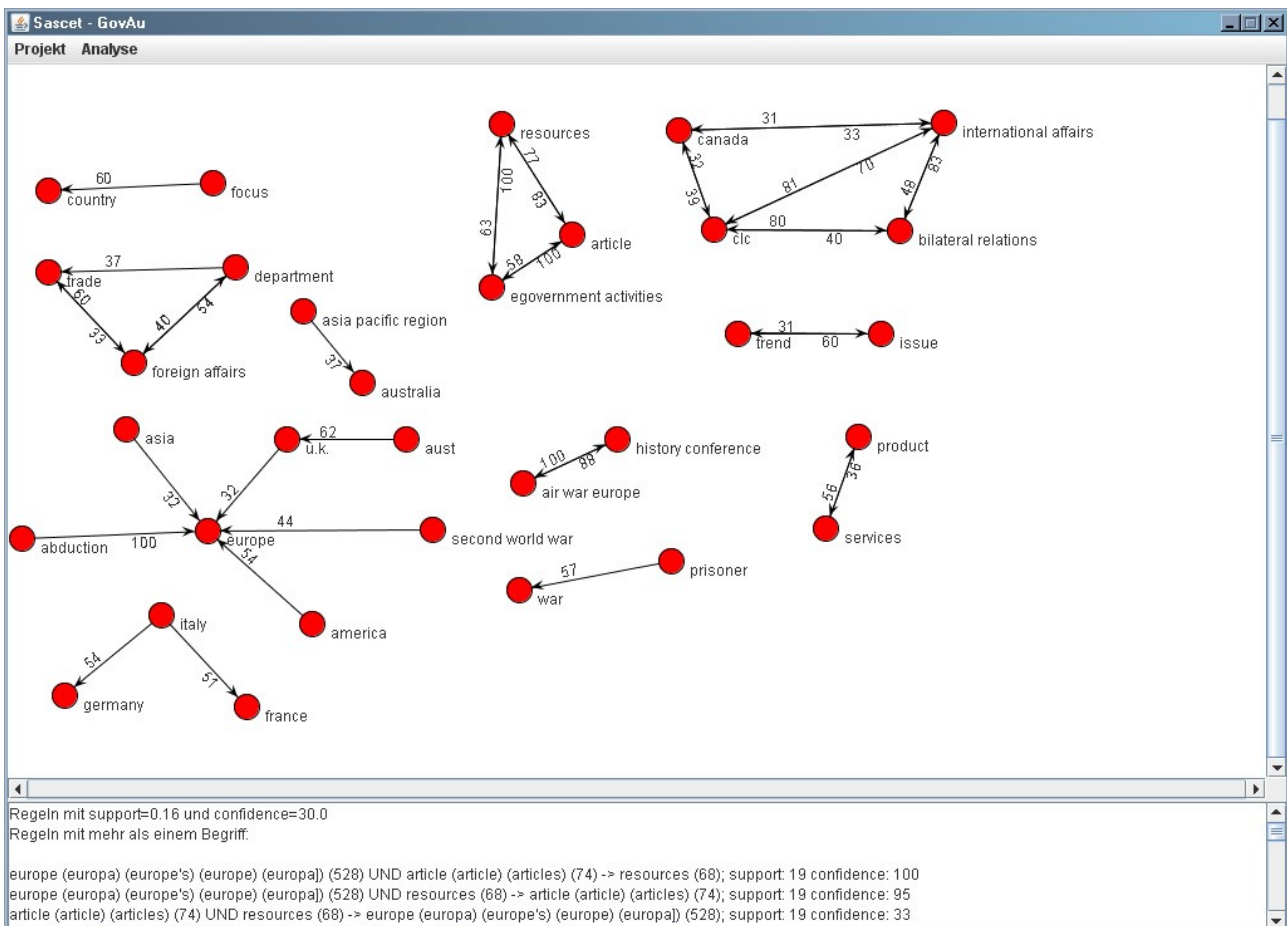 Sascet - GovAu
Projekt Analyse
resources
canada
31
33
international affairs
77
32
83
100
81
70
60
country
focus
39
48
83
63
article
clc
80
40
bilateral relations
58
100
egovernment activities
37
trade
department
60
33
40
54
foreign affairs
asia pacific region
37
australia
31
trend
60
issue
asia
62
u.k.
aust
100
88
history conference
air war europe
product
36
56
services
32
32
44
abduction
100
europe
second world war
54
57
prisoner
war
italy
america
54
51
germany
france
Regeln mit support=0.16 und confidence=30.0
Regeln mit mehr als einem Begriff:
europe (europa) (europe's) (europe) (europa]) (528) UND article (article) (articles) (74) -> resources (68); support: 19 confidence: 100
europe (europa) (europe's) (europe) (europa]) (528) UND resources (68) -> article (article) (articles) (74); support: 19 confidence: 95
article (article) (articles) (74) UND resources (68) -> europe (europa) (europe's) (europe) (europa]) (528); support: 19 confidence: 33